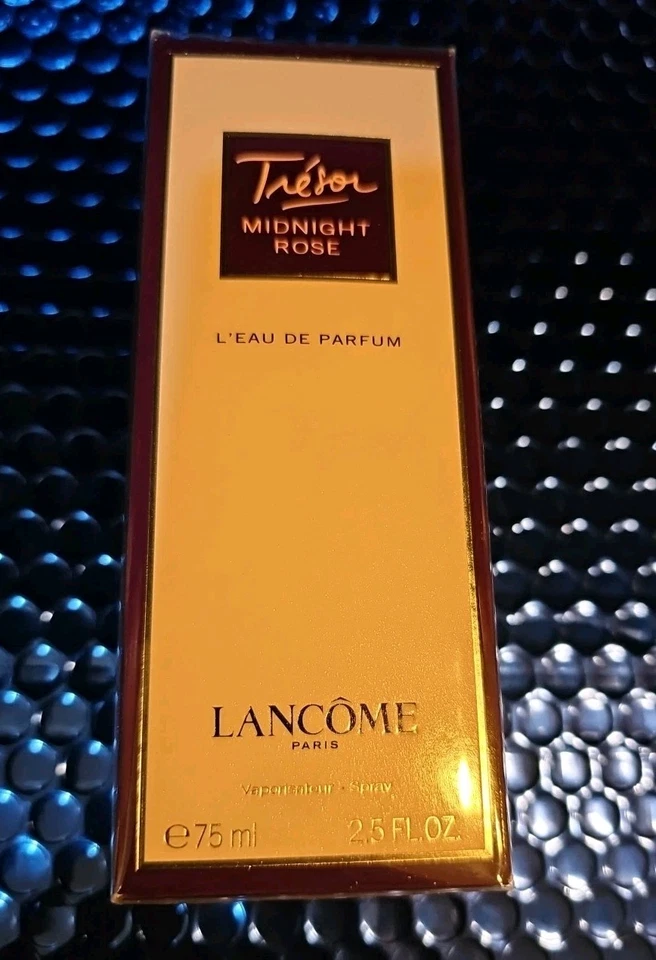 Trésor
MIDNIGHT
ROSE
L'EAU DE PARFUM
LANCÔME
PARIS
Vaporisateur · Spray
e 75 ml 2,5 FL.OZ.